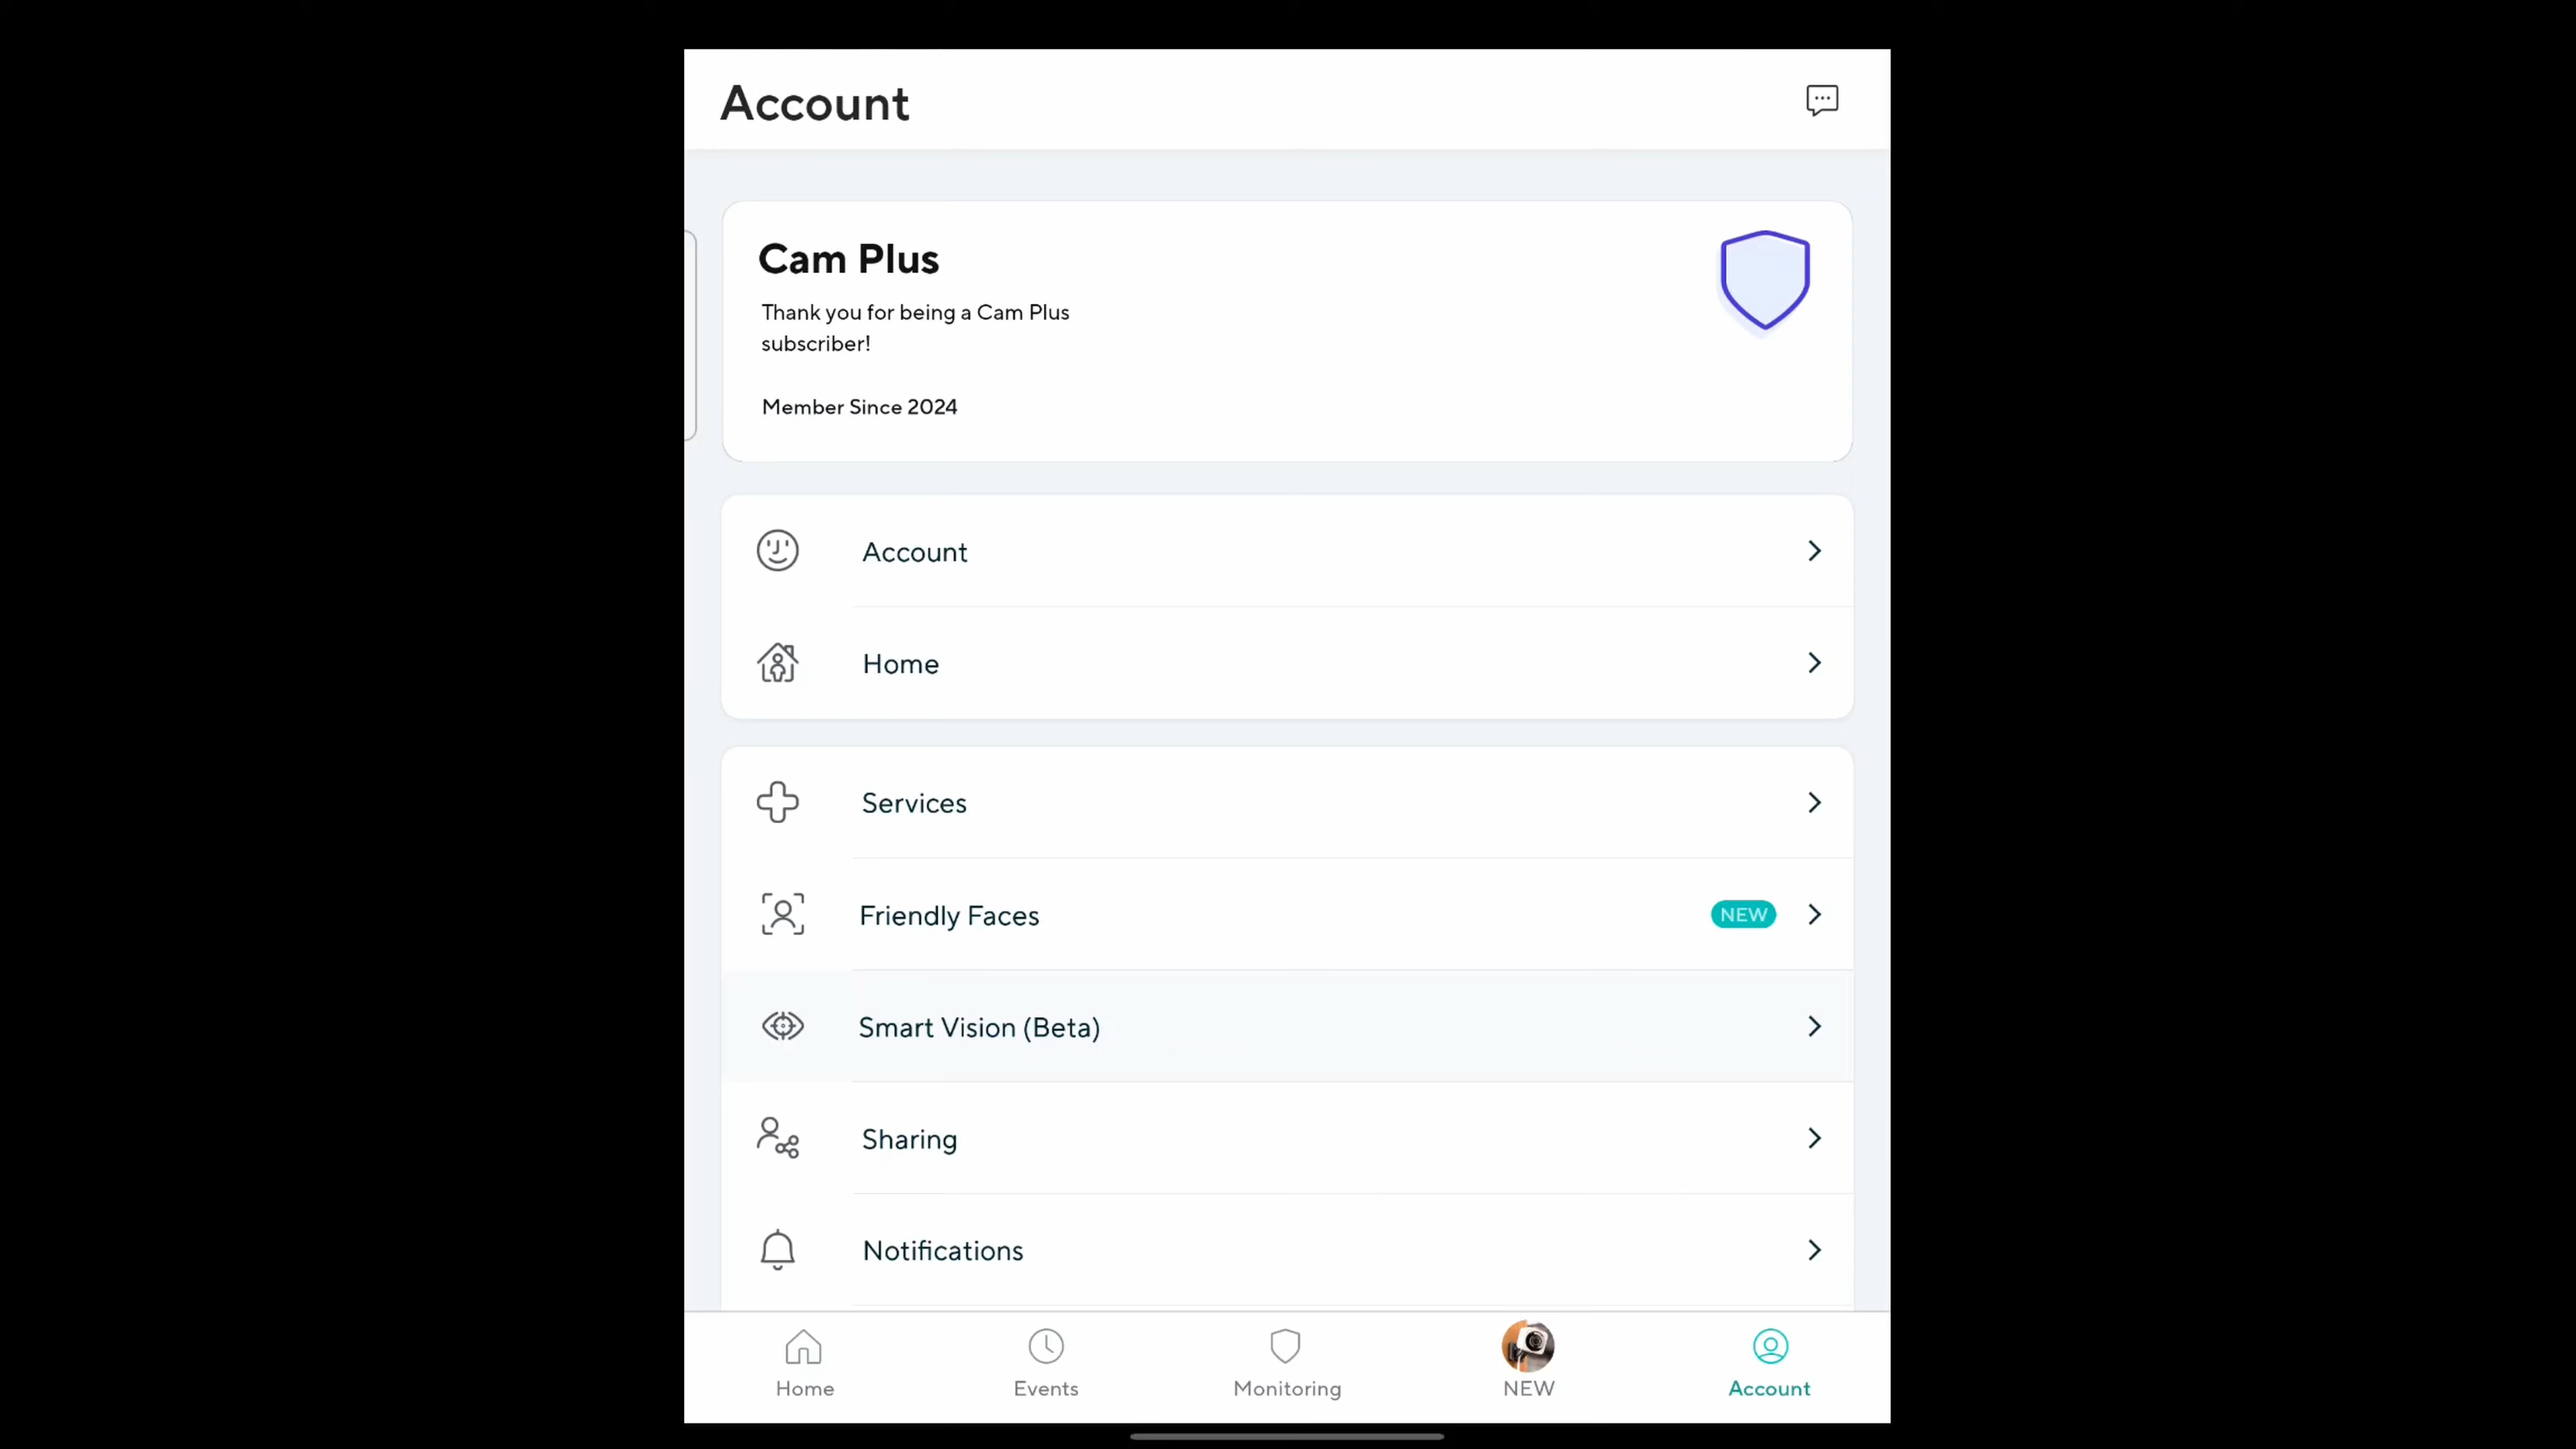 Account
Cam Plus
Thank you for being a Cam Plus
subscriber!
Member Since 2024
Account
Home
Services
Friendly Faces
NEW
Smart Vision (Beta)
Sharing
Notifications
Home
Events
Monitoring
NEW
Account